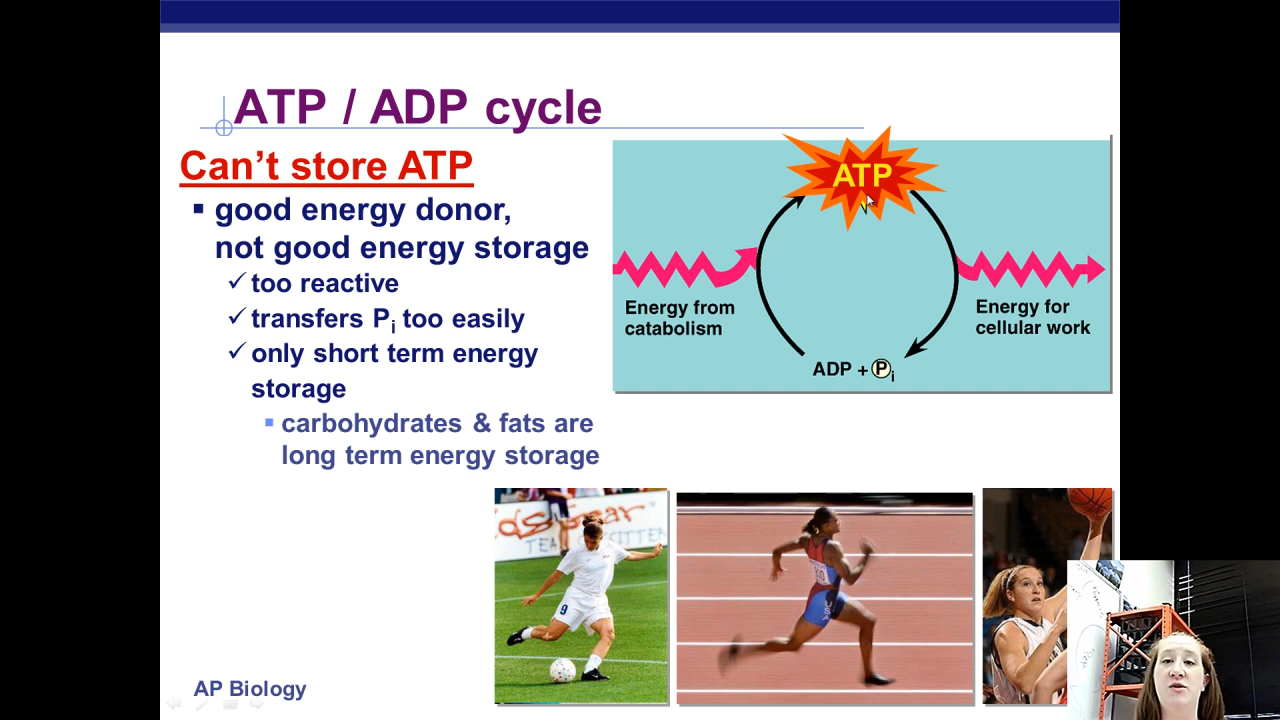 ATP / ADP cycle
Can't store ATP
▪ good energy donor,
not good energy storage
✓ too reactive
✓ transfers Pi too easily
✓ only short term energy
storage
▪ carbohydrates & fats are
long term energy storage
ATP
Energy from
catabolism
Energy for
cellular work
ADP + Pi
9
USA
AP Biology